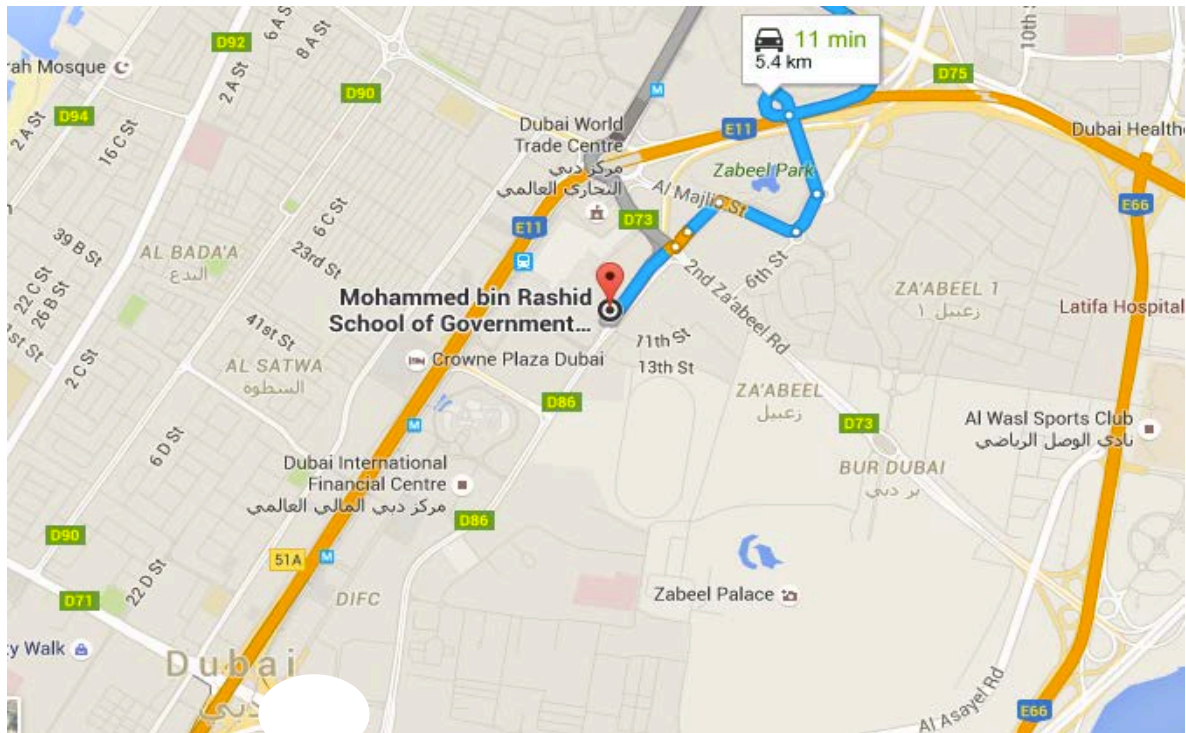 D92
6 A St
8 A St
11 min
5.4 km
10th St
rah Mosque
2 A St
D90
D75
D94
2 A St
16 C St
Dubai World
Trade Centre
مركز دبي
التجاري العالمي
E11
Dubai Healthc
Zabeel Park
Al Majlis St
E66
6 C St
E11
D73
39 B St
AL BADA'A
البدع
23rd St
2nd Za'abeel Rd
6th St
22 C St
26 B St
1st St
Mohammed bin Rashid
School of Government...
ZA'ABEEL 1
زعبيل ١
Latifa Hospital
41st St
2 C St
71th St
13th St
AL SATWA
السطوة
Crowne Plaza Dubai
D86
ZA'ABEEL
زعبيل
D73
Al Wasl Sports Club
نادي الوصل الرياضي
6 D St
Dubai International
Financial Centre
مركز دبي المالي العالمي
BUR DUBAI
بر دبي
D86
D90
51A
22 D St
D71
DIFC
Zabeel Palace
ty Walk
Dubai
دبي
Al Asayel Rd
E66